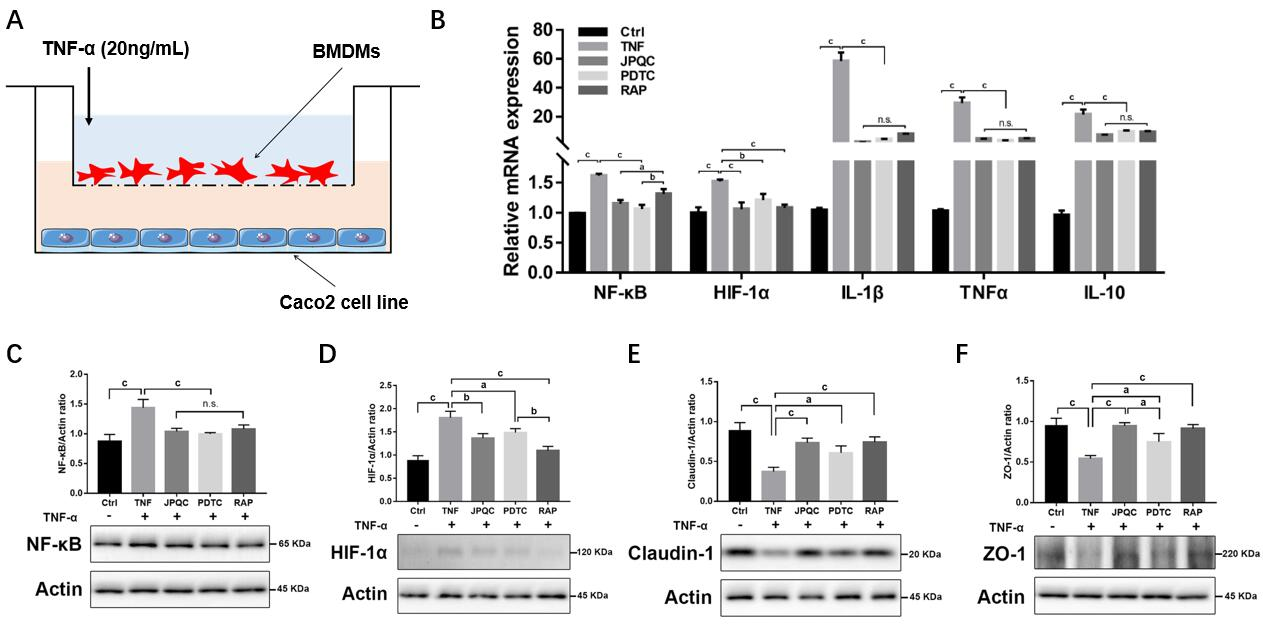 A
TNF-α (20ng/mL)
BMDMs
Caco2 cell line
B
Relative mRNA expression
80
60
40
20
1.5
1.0
0.5
0.0
Ctrl
TNF
JPQC
PDTC
RAP
c c a b
c c b c
c c n.s.
c c n.s.
c c n.s.
NF-κB HIF-1α IL-1β TNFα IL-10
C
NF-κB/Actin ratio
2.0
1.5
1.0
0.5
0.0
c c
n.s.
Ctrl TNF JPQC PDTC RAP
TNF-α - + + + +
NF-κB 65 KDa
Actin 45 KDa
D
HIF-1α/Actin ratio
2.5
2.0
1.5
1.0
0.5
0.0
c
a
c b
b
Ctrl TNF JPQC PDTC RAP
TNF-α - + + + +
HIF-1α 120 KDa
Actin 45 KDa
E
Claudin-1/Actin ratio
1.5
1.0
0.5
0.0
c
c a
c
Ctrl TNF JPQC PDTC RAP
TNF-α - + + + +
Claudin-1 20 KDa
Actin 45 KDa
F
ZO-1/Actin ratio
1.5
1.0
0.5
0.0
c
a
c c a
Ctrl TNF JPQC PDTC RAP
TNF-α - + + + +
ZO-1 220 KDa
Actin 45 KDa